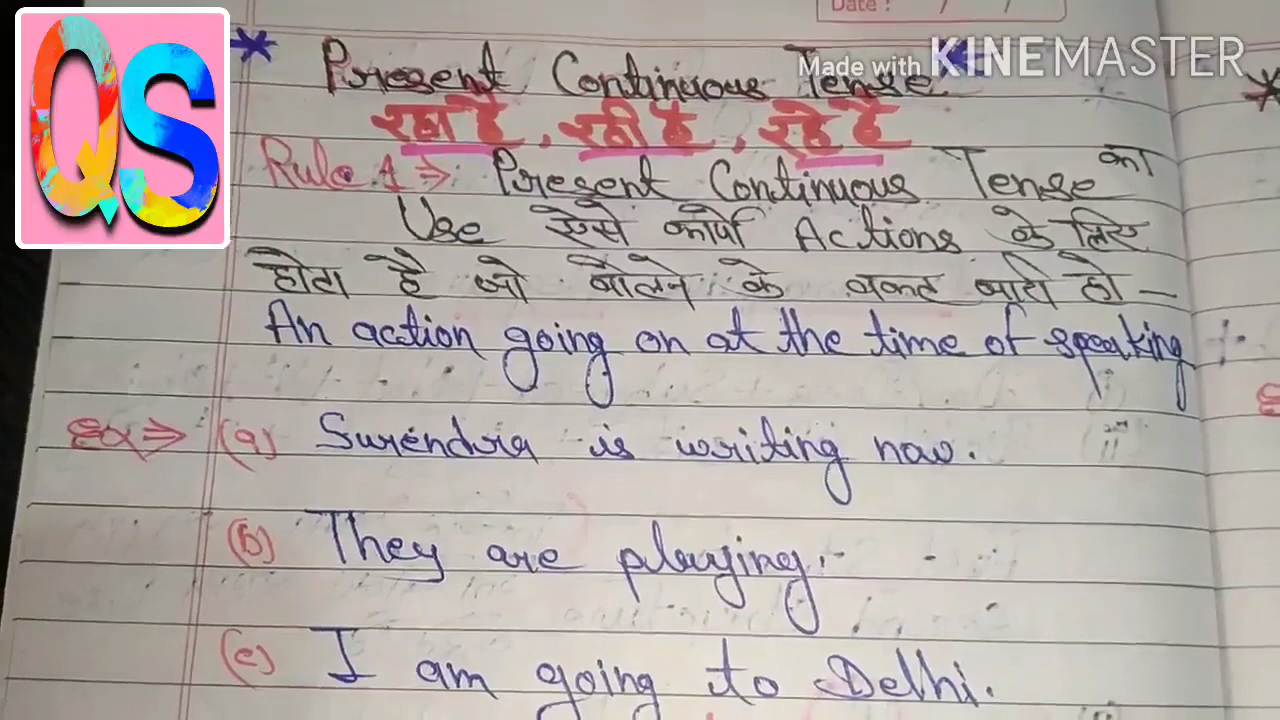 QS
Date : / /
Made with KINEMASTER
* Present Continuous Tense *
रहा है, रही है, रहे है
Rule 1 ⇒ Present Continuous Tense का
Use ऐसे कार्यो Actions के लिए
होता है जो बोलने के वक्त जारी हो –
An action going on at the time of speaking :-
Ex ⇒ (a) Surendra is writing now.
(b) They are playing.
(c) I am going to Delhi.